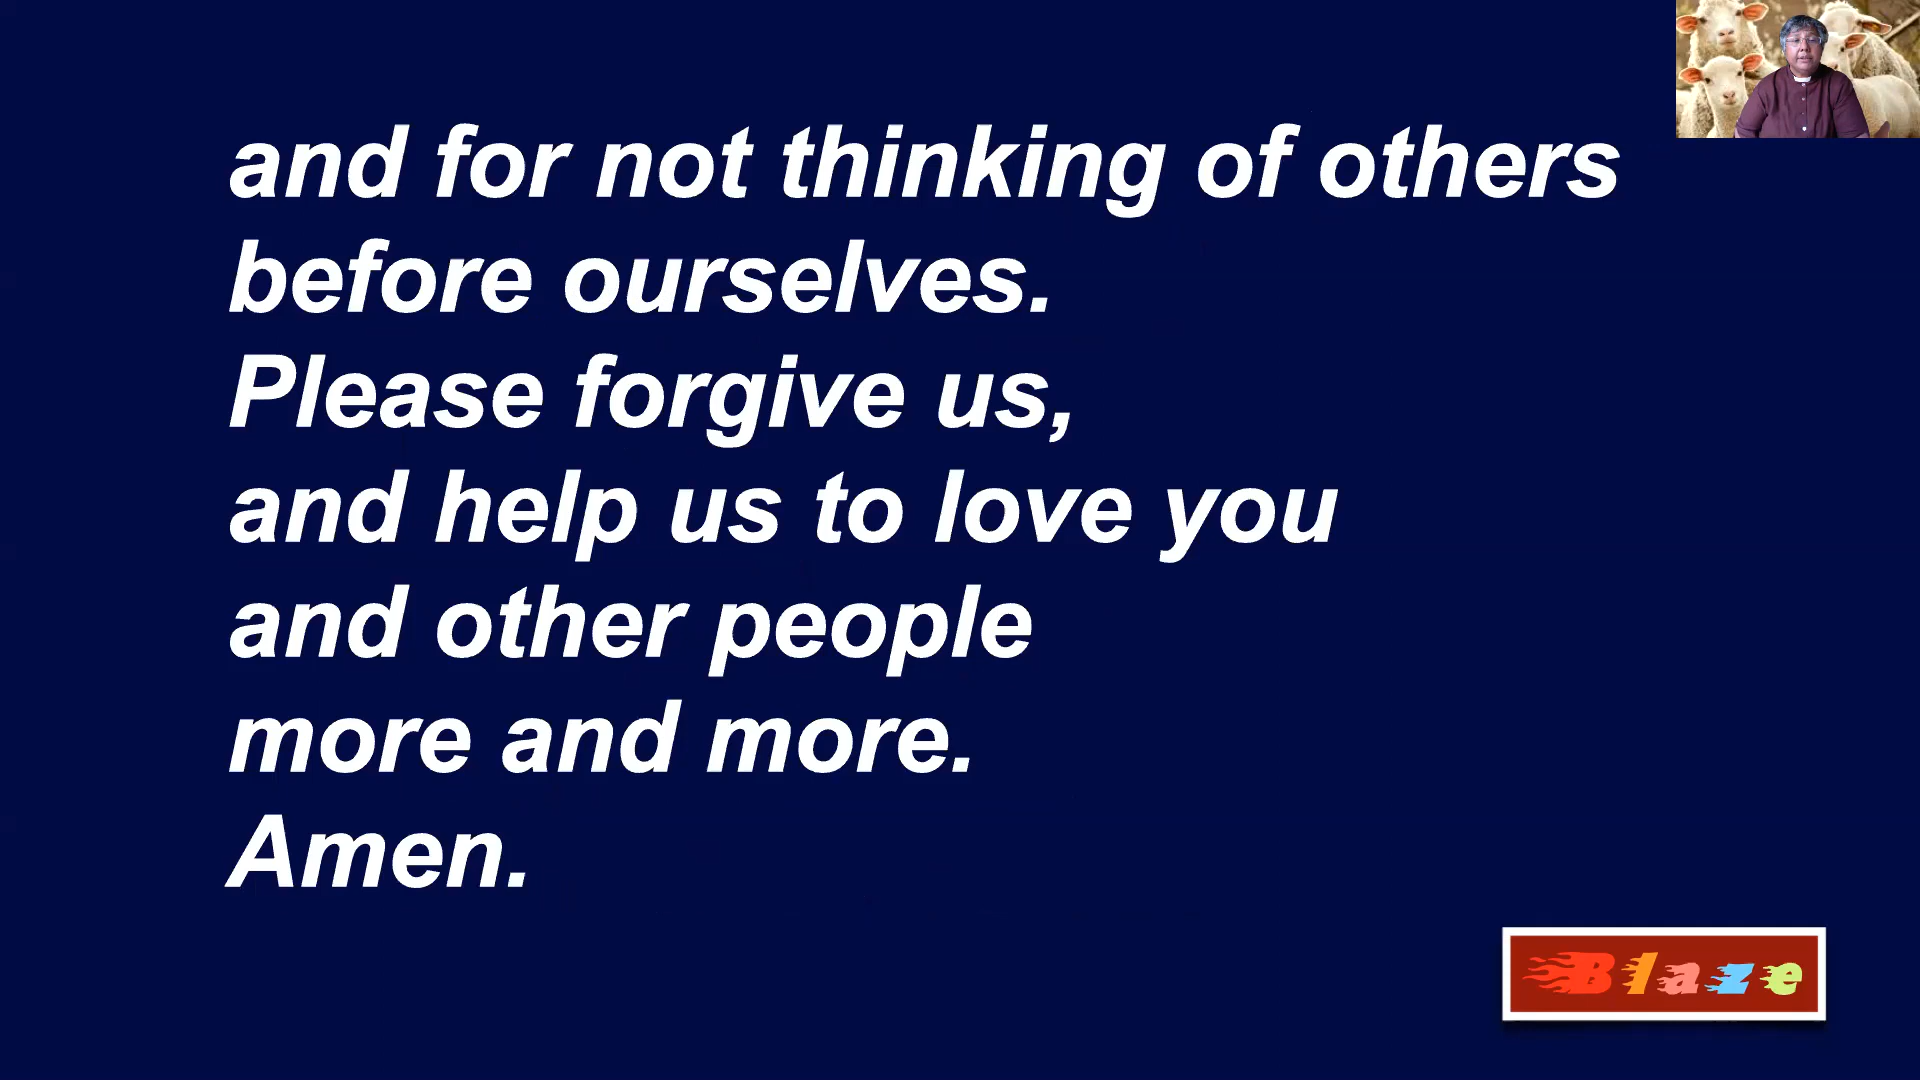 and for not thinking of others
before ourselves.
Please forgive us,
and help us to love you
and other people
more and more.
Amen.
Blaze